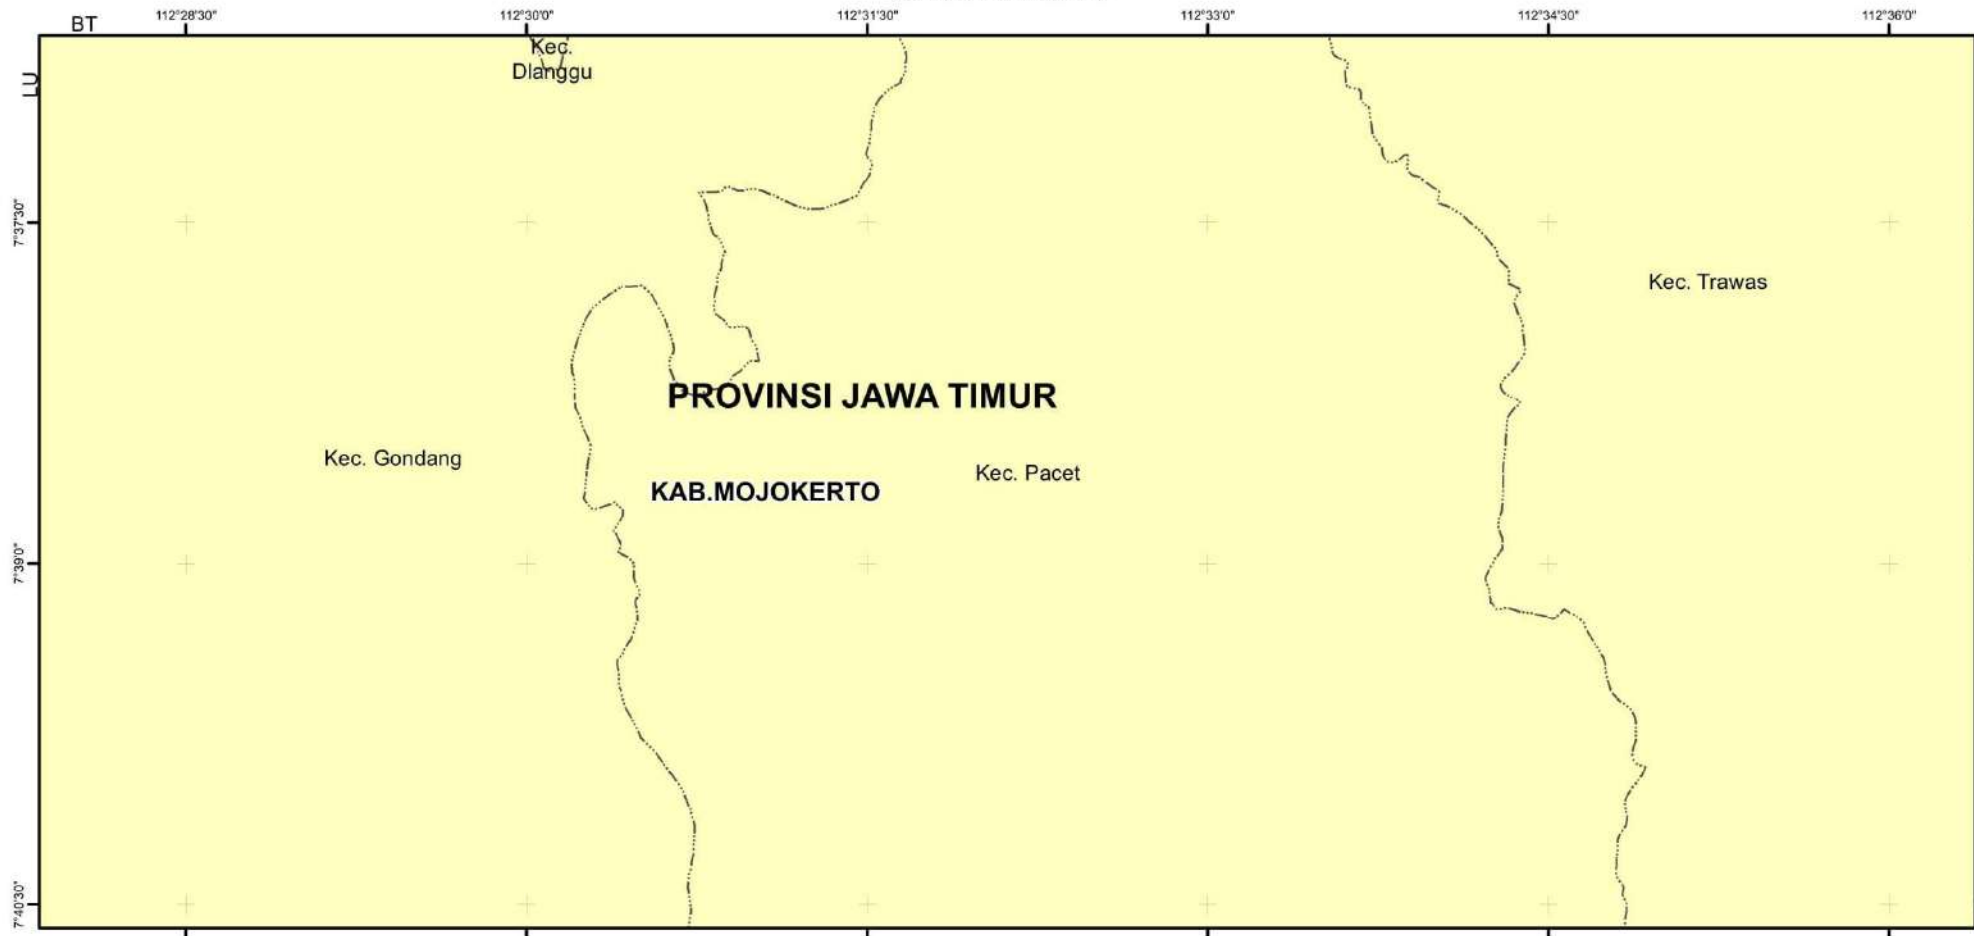 BT
112°28'30"
112°30'0"
112°31'30"
112°33'0"
112°34'30"
112°36'0"
LU
Kec.
Dlanggu
7°37'30"
Kec. Trawas
PROVINSI JAWA TIMUR
Kec. Gondang
Kec. Pacet
KAB.MOJOKERTO
7°39'0"
7°40'30"